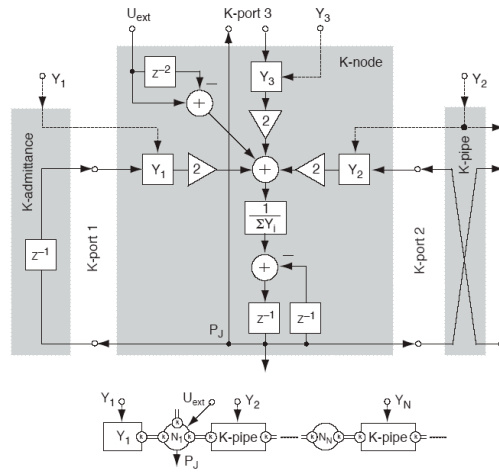 U_ext
K-port 3
Y_3
K-node
Y_1
z^-2
−
+
Y_3
Y_2
2
K-admittance
K-pipe
Y_1
2
+
2
Y_2
K-port 1
1/ΣY_i
K-port 2
z^-1
+
−
z^-1
z^-1
P_J
Y_1
U_ext
Y_2
Y_N
Y_1
K
K
N_1
K
K
K-pipe
K
K
N_N
K
K
K-pipe
K
P_J